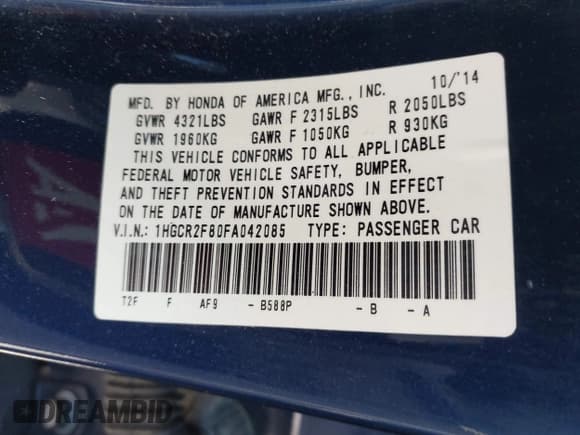 MFD. BY HONDA OF AMERICA MFG., INC. 10/'14
GVWR 4321LBS GAWR F 2315LBS R 2050LBS
GVWR 1960KG GAWR F 1050KG R 930KG
THIS VEHICLE CONFORMS TO ALL APPLICABLE
FEDERAL MOTOR VEHICLE SAFETY, BUMPER,
AND THEFT PREVENTION STANDARDS IN EFFECT
ON THE DATE OF MANUFACTURE SHOWN ABOVE.
V.I.N.: 1HGCR2F80FA042085 TYPE: PASSENGER CAR
T2F F AF9 - B588P - B - A
DREAMBID